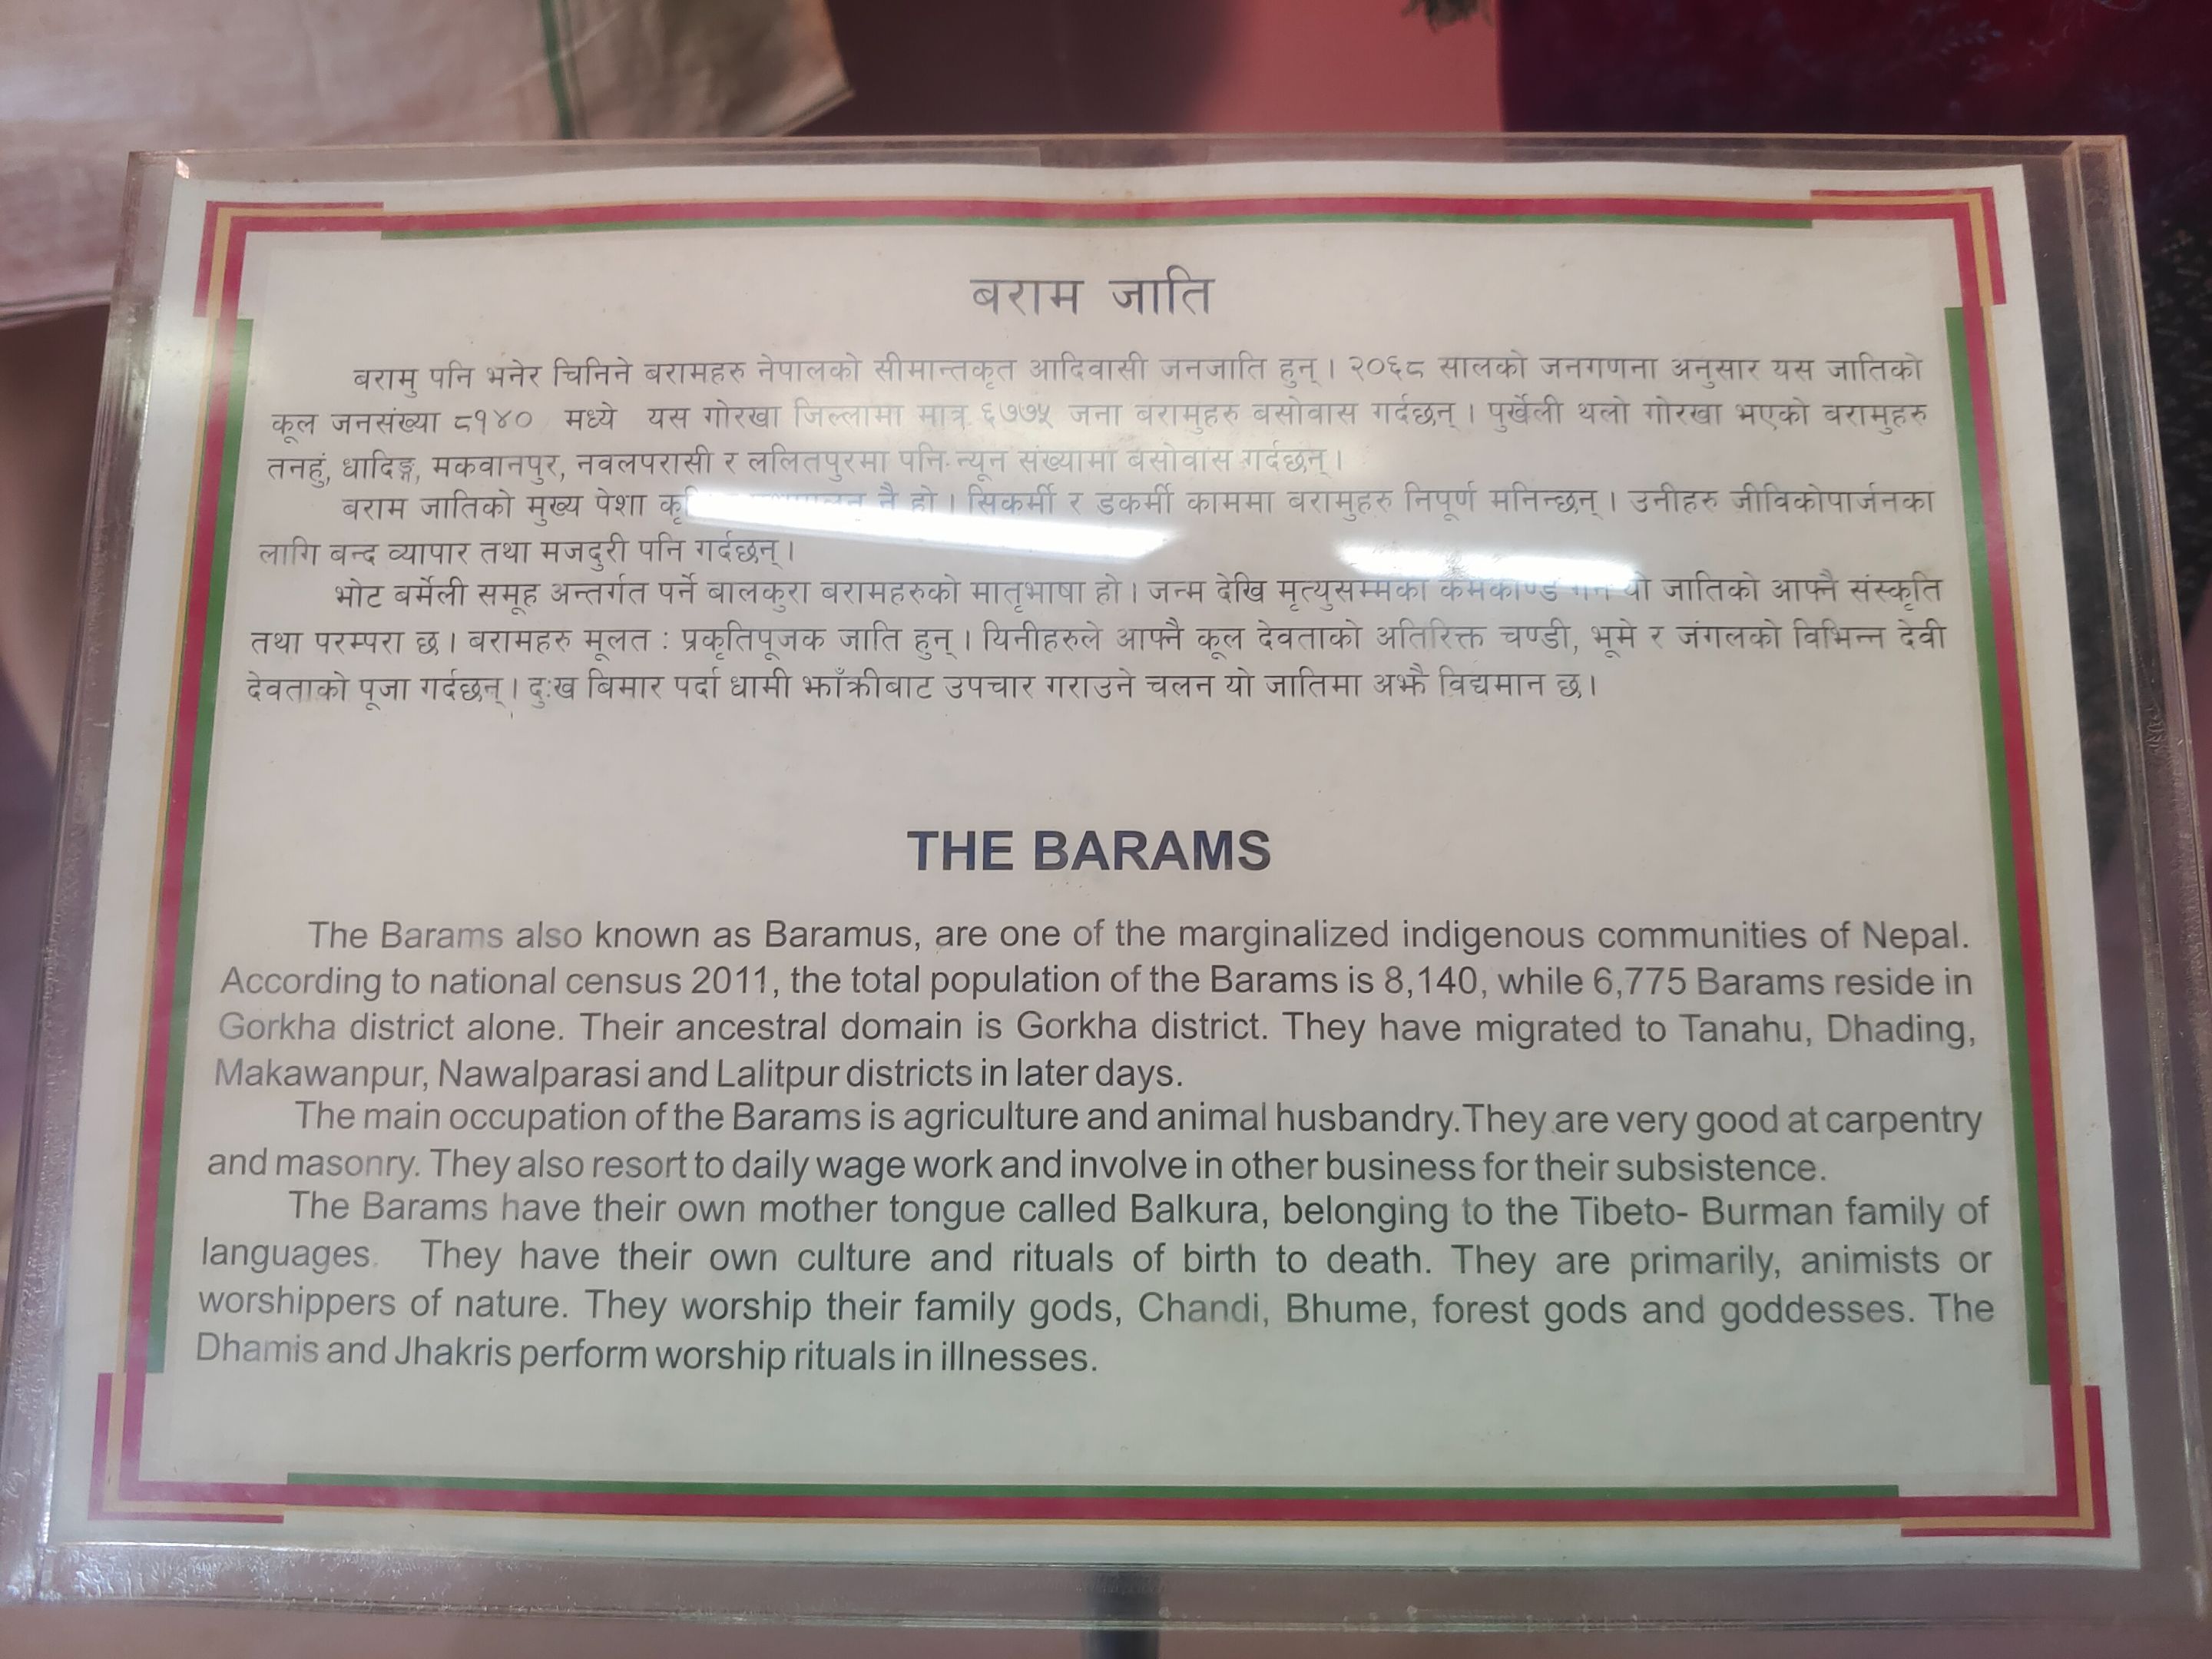 बराम जाति
बरामु पनि भनेर चिनिने बरामहरु नेपालको सीमान्तकृत आदिवासी जनजाति हुन् । २०६८ सालको जनगणना अनुसार यस जातिको
कूल जनसंख्या ८१४० मध्ये यस गोरखा जिल्लामा मात्र ६७७५ जना बरामुहरु बसोवास गर्दछन् । पुर्खेली थलो गोरखा भएको बरामुहरु
तनहुं, धादिङ्ग, मकवानपुर, नवलपरासी र ललितपुरमा पनि न्यून संख्यामा बसोवास गर्दछन् ।
बराम जातिको मुख्य पेशा नै हो । सिकर्मी र डकर्मी काममा बरामुहरु निपूर्ण मनिन्छन् । उनीहरु जीविकोपार्जनका
लागि बन्द व्यापार तथा मजदुरी पनि गर्दछन् ।
भोट बर्मेली समूह अन्तर्गत पर्ने बालकुरा बरामहरुको मातृभाषा हो । जन्म देखि मृत्युसम्मका यो जातिको आफ्नै संस्कृति
तथा परम्परा छ । बरामहरु मूलत : प्रकृतिपूजक जाति हुन् । यिनीहरुले आफ्नै कूल देवताको अतिरिक्त चण्डी, भूमे र जंगलको विभिन्न देवी
देवताको पूजा गर्दछन् । दुःख बिमार पर्दा धामी झाँक्रीबाट उपचार गराउने चलन यो जातिमा अझै विद्यमान छ ।
THE BARAMS
The Barams also known as Baramus, are one of the marginalized indigenous communities of Nepal.
According to national census 2011, the total population of the Barams is 8,140, while 6,775 Barams reside in
Gorkha district alone. Their ancestral domain is Gorkha district. They have migrated to Tanahu, Dhading,
Makawanpur, Nawalparasi and Lalitpur districts in later days.
The main occupation of the Barams is agriculture and animal husbandry. They are very good at carpentry
and masonry. They also resort to daily wage work and involve in other business for their subsistence.
The Barams have their own mother tongue called Balkura, belonging to the Tibeto- Burman family of
languages. They have their own culture and rituals of birth to death. They are primarily, animists or
worshippers of nature. They worship their family gods, Chandi, Bhume, forest gods and goddesses. The
Dhamis and Jhakris perform worship rituals in illnesses.